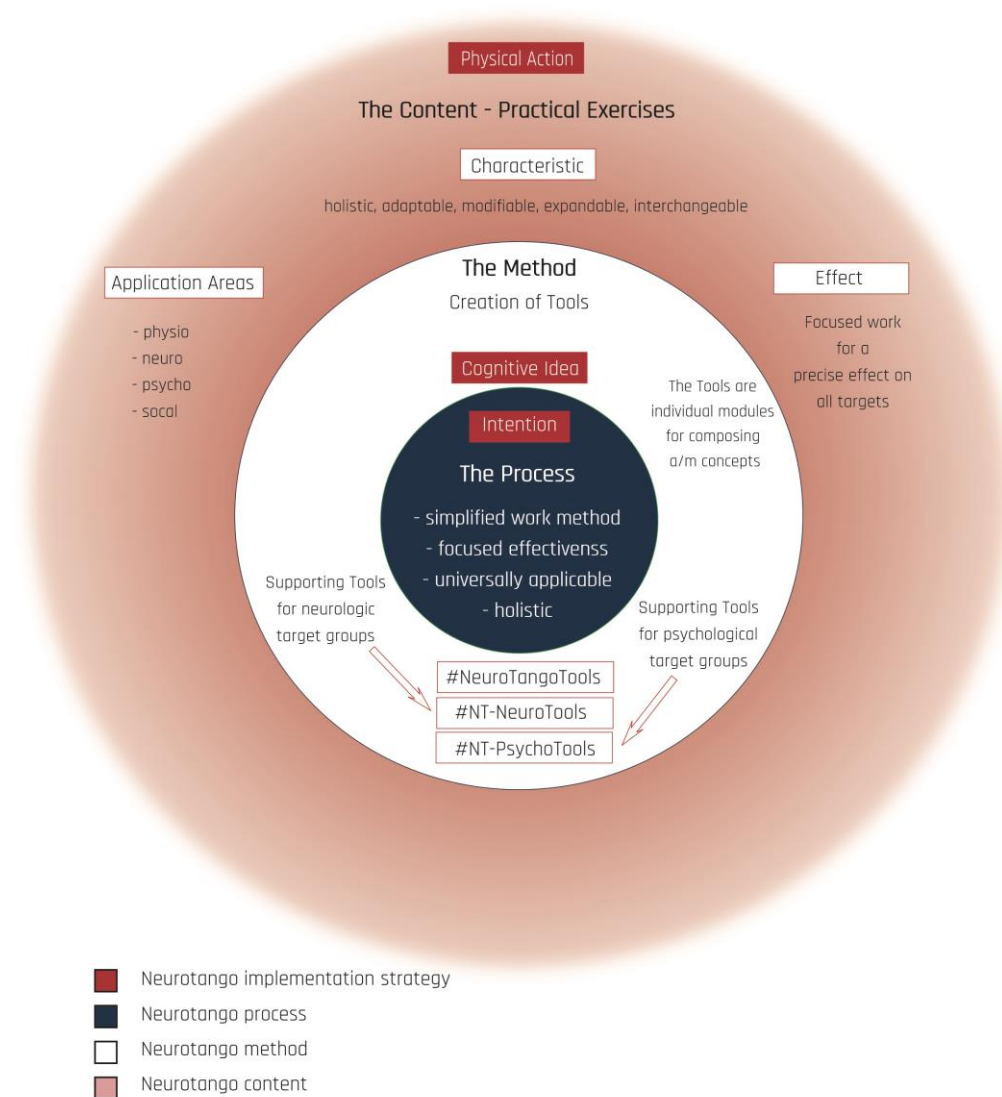 Physical Action
The Content - Practical Exercises
Characteristic
holistic, adaptable, modifiable, expandable, interchangeable
Application Areas
- physio
- neuro
- psycho
- socal
Effect
Focused work
for a
precise effect on
all targets
The Method
Creation of Tools
Cognitive Idea
The Tools are
individual modules
for composing
a/m concepts
Intention
The Process
- simplified work method
- focused effectivenss
- universally applicable
- holistic
Supporting Tools
for neurologic
target groups
Supporting Tools
for psychological
target groups
#NeuroTangoTools
#NT-NeuroTools
#NT-PsychoTools
Neurotango implementation strategy
Neurotango process
Neurotango method
Neurotango content